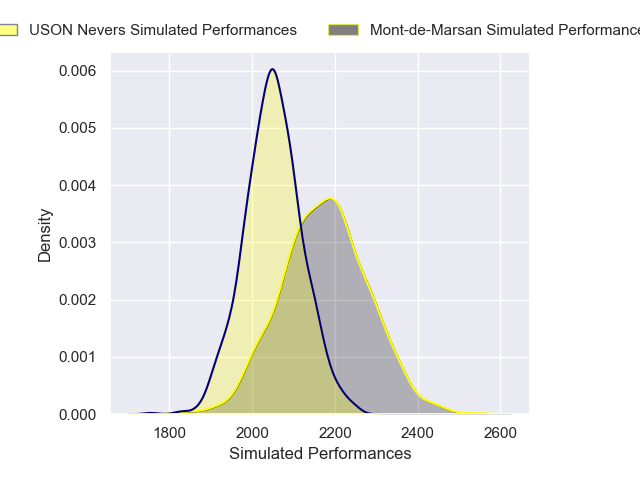 USON Nevers Simulated Performances
Mont-de-Marsan Simulated Performance
0.006
0.005
0.004
0.003
0.002
0.001
0.000
Density
1800 2000 2200 2400 2600
Simulated Performances